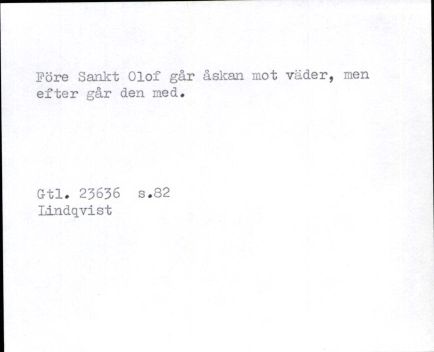 Före Sankt Olof går åskan mot väder, men
efter går den med.
Gtl. 23636 s.82
Lindqvist